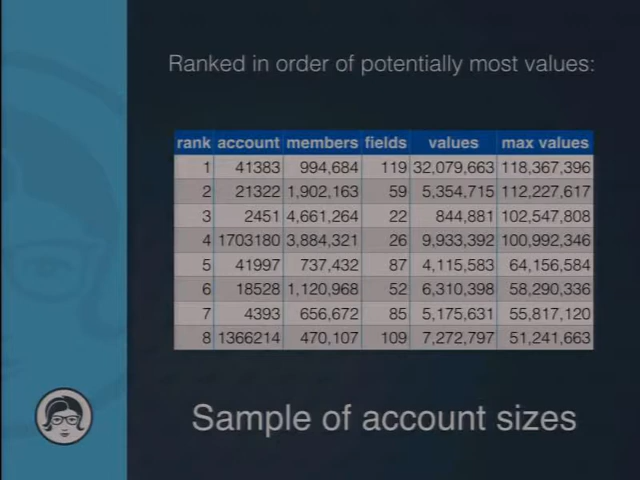 Ranked in order of potentially most values:
rank account members fields values max values
1 41383 994,684 119 32,079,663 118,367,396
2 21322 1,902,163 59 5,354,715 112,227,617
3 2451 4,661,264 22 844,881 102,547,808
4 1703180 3,884,321 26 9,933,392 100,992,346
5 41997 737,432 87 4,115,583 64,156,584
6 18528 1,120,968 52 6,310,398 58,290,336
7 4393 656,672 85 5,175,631 55,817,120
8 1366214 470,107 109 7,272,797 51,241,663
Sample of account sizes